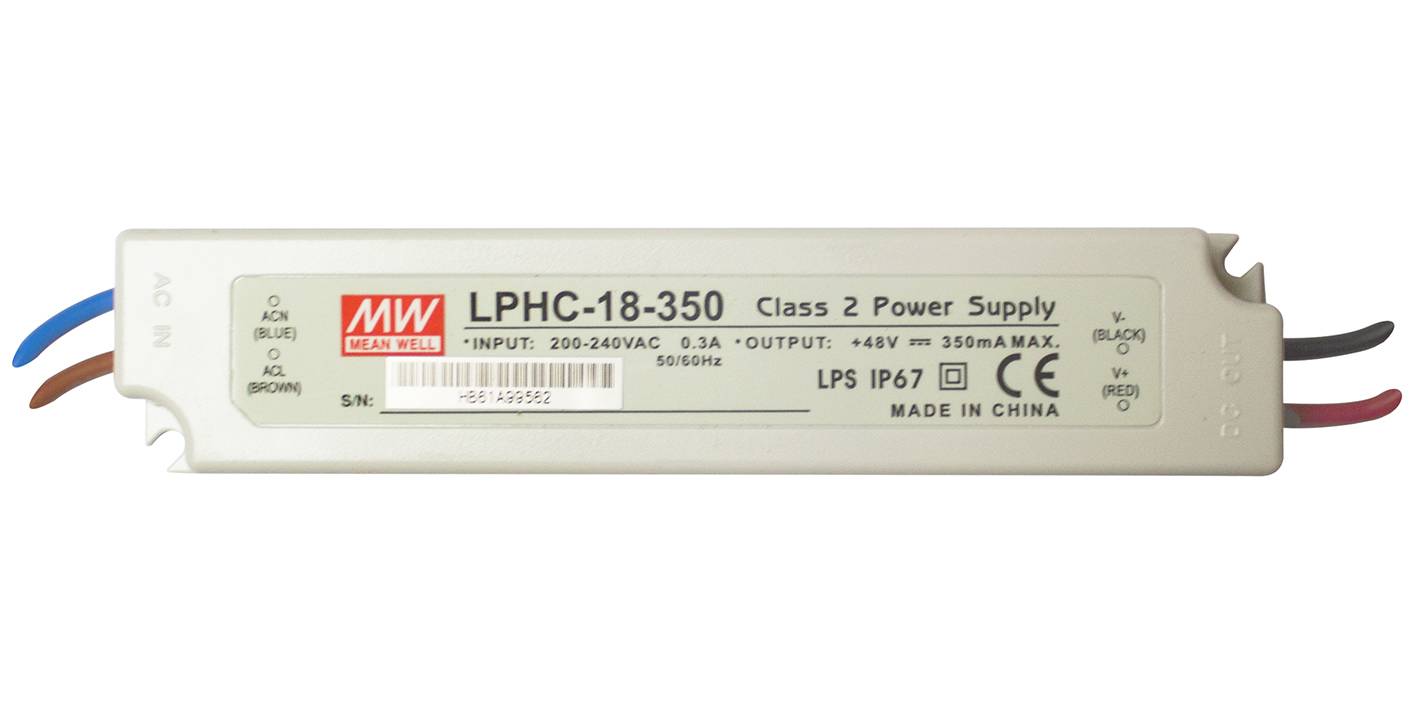 AC IN
ACN
(BLUE)
ACL
(BROWN)
MW
MEAN WELL
LPHC-18-350 Class 2 Power Supply
*INPUT: 200-240VAC 0.3A *OUTPUT: +48V ⎓ 350mA MAX.
50/60Hz
LPS IP67 CE
S/N: HB61A99562
MADE IN CHINA
V-
(BLACK)
V+
(RED)
DC OUT